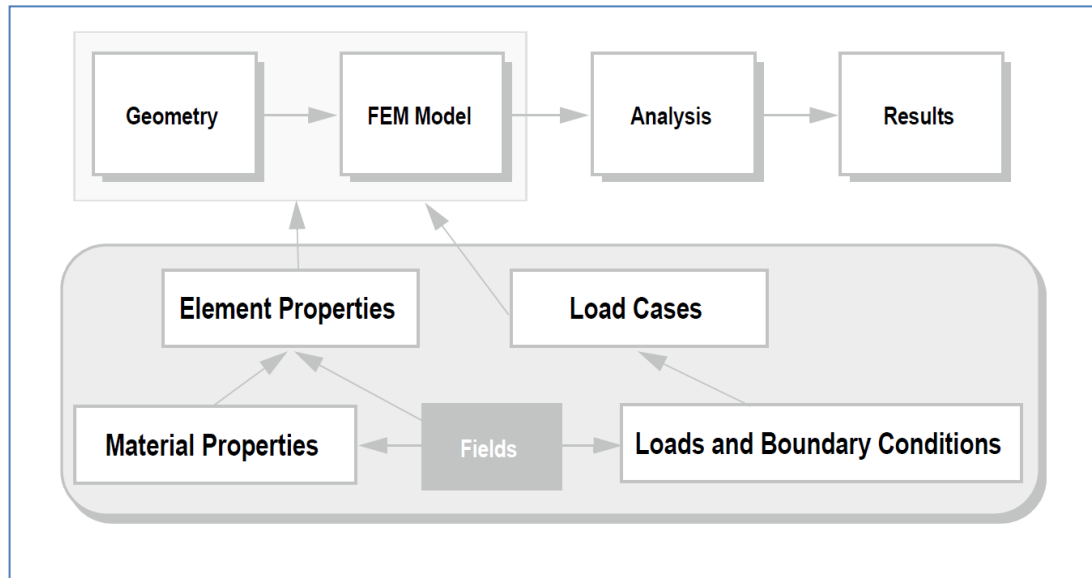 Geometry
FEM Model
Analysis
Results
Element Properties
Load Cases
Material Properties
Fields
Loads and Boundary Conditions